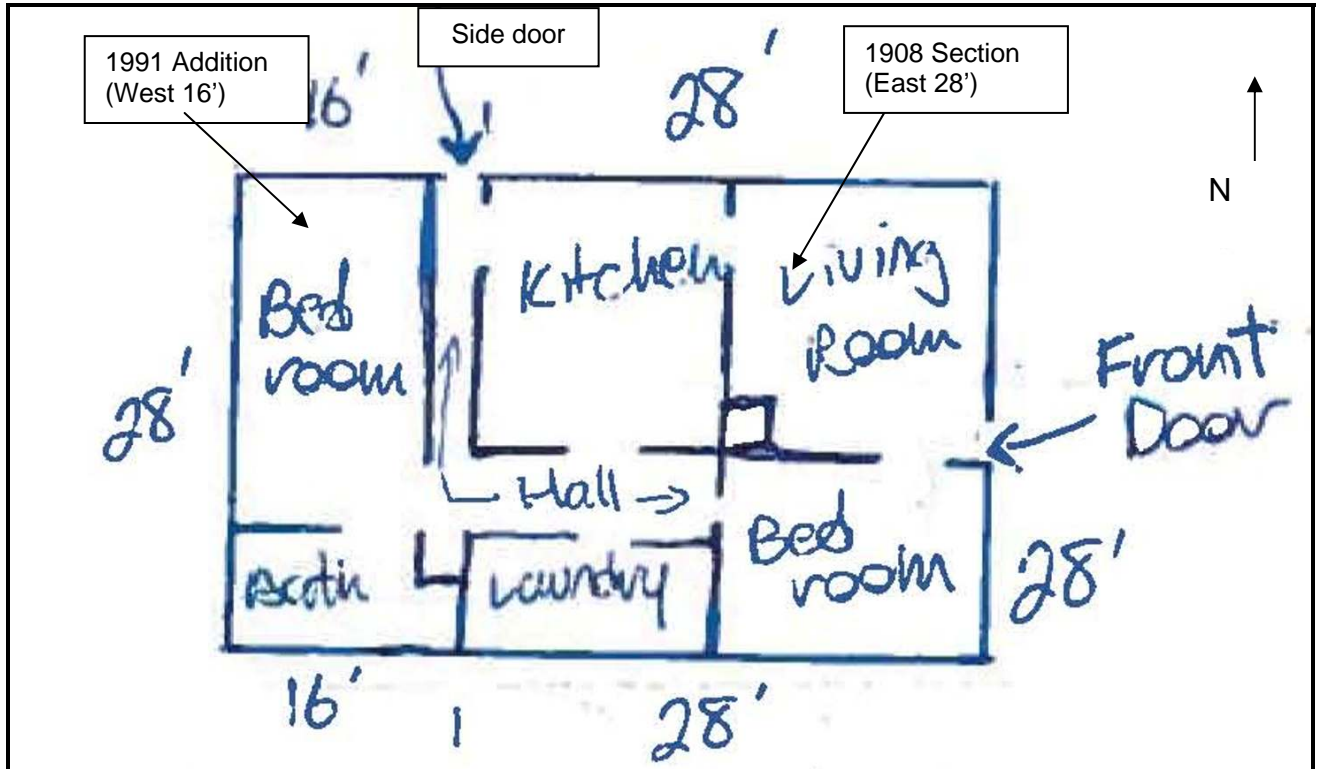 Side door
1991 Addition
(West 16’)
1908 Section
(East 28’)
16'
28'
N
Bed
room
Kitchen
Living
Room
Front
Door
28'
Hall
Bath
Laundry
Bed
room
28'
16'
28'